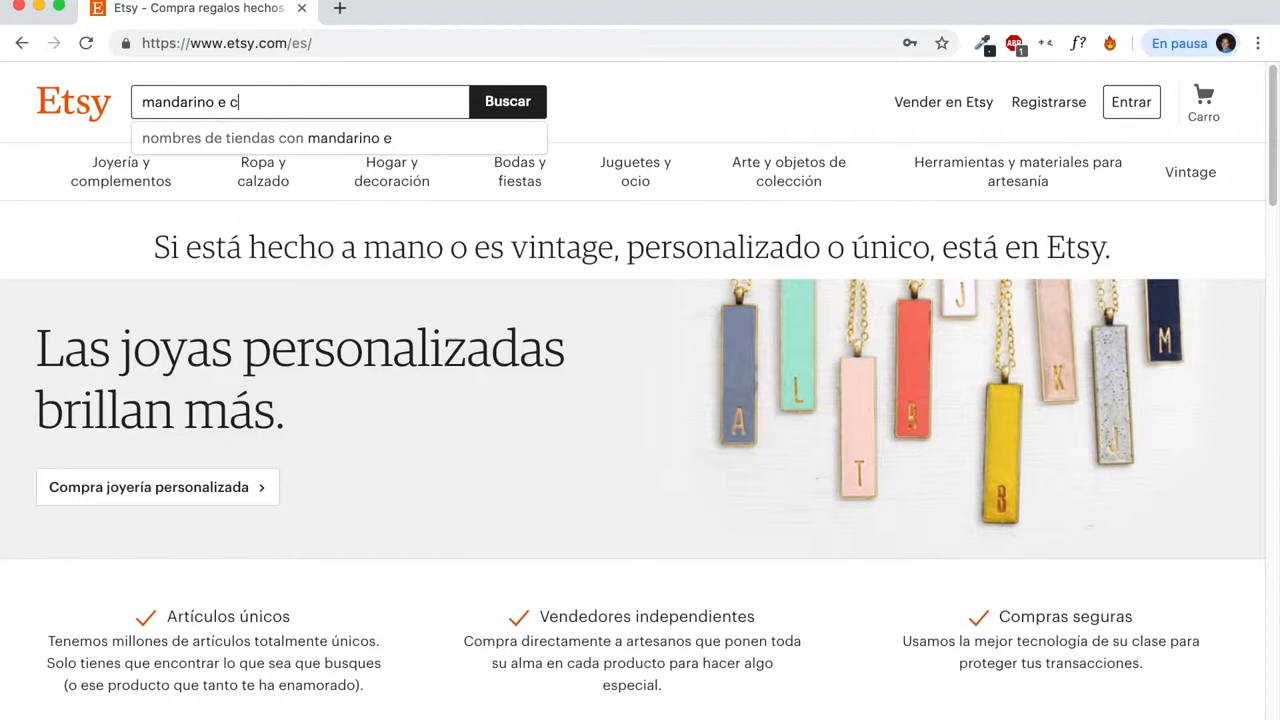 Etsy - Compra regalos hechos
https://www.etsy.com/es/
ABP
1
f?
En pausa
Etsy
mandarino e c
Buscar
nombres de tiendas con mandarino e
Vender en Etsy
Registrarse
Entrar
Carro
Joyería y
complementos
Ropa y
calzado
Hogar y
decoración
Bodas y
fiestas
Juguetes y
ocio
Arte y objetos de
colección
Herramientas y materiales para
artesanía
Vintage
Si está hecho a mano o es vintage, personalizado o único, está en Etsy.
Las joyas personalizadas
brillan más.
Compra joyería personalizada
A
L
T
B
J
B
K
J
M
Artículos únicos
Tenemos millones de artículos totalmente únicos.
Solo tienes que encontrar lo que sea que busques
(o ese producto que tanto te ha enamorado).
Vendedores independientes
Compra directamente a artesanos que ponen toda
su alma en cada producto para hacer algo
especial.
Compras seguras
Usamos la mejor tecnología de su clase para
proteger tus transacciones.